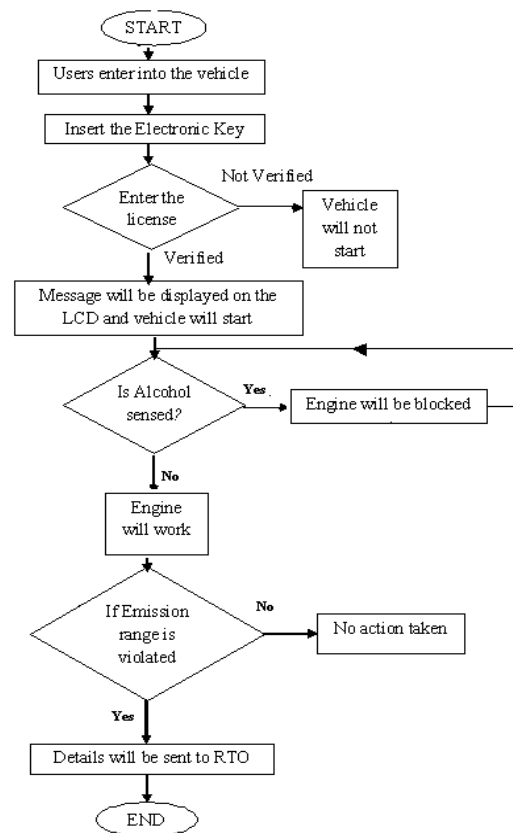 START
Users enter into the vehicle
Insert the Electronic Key
Enter the
license
Not Verified
Vehicle
will not
start
Verified
Message will be displayed on the
LCD and vehicle will start
Is Alcohol
sensed?
Yes
Engine will be blocked
No
Engine
will work
If Emission
range is
violated
No
No action taken
Yes
Details will be sent to RTO
END